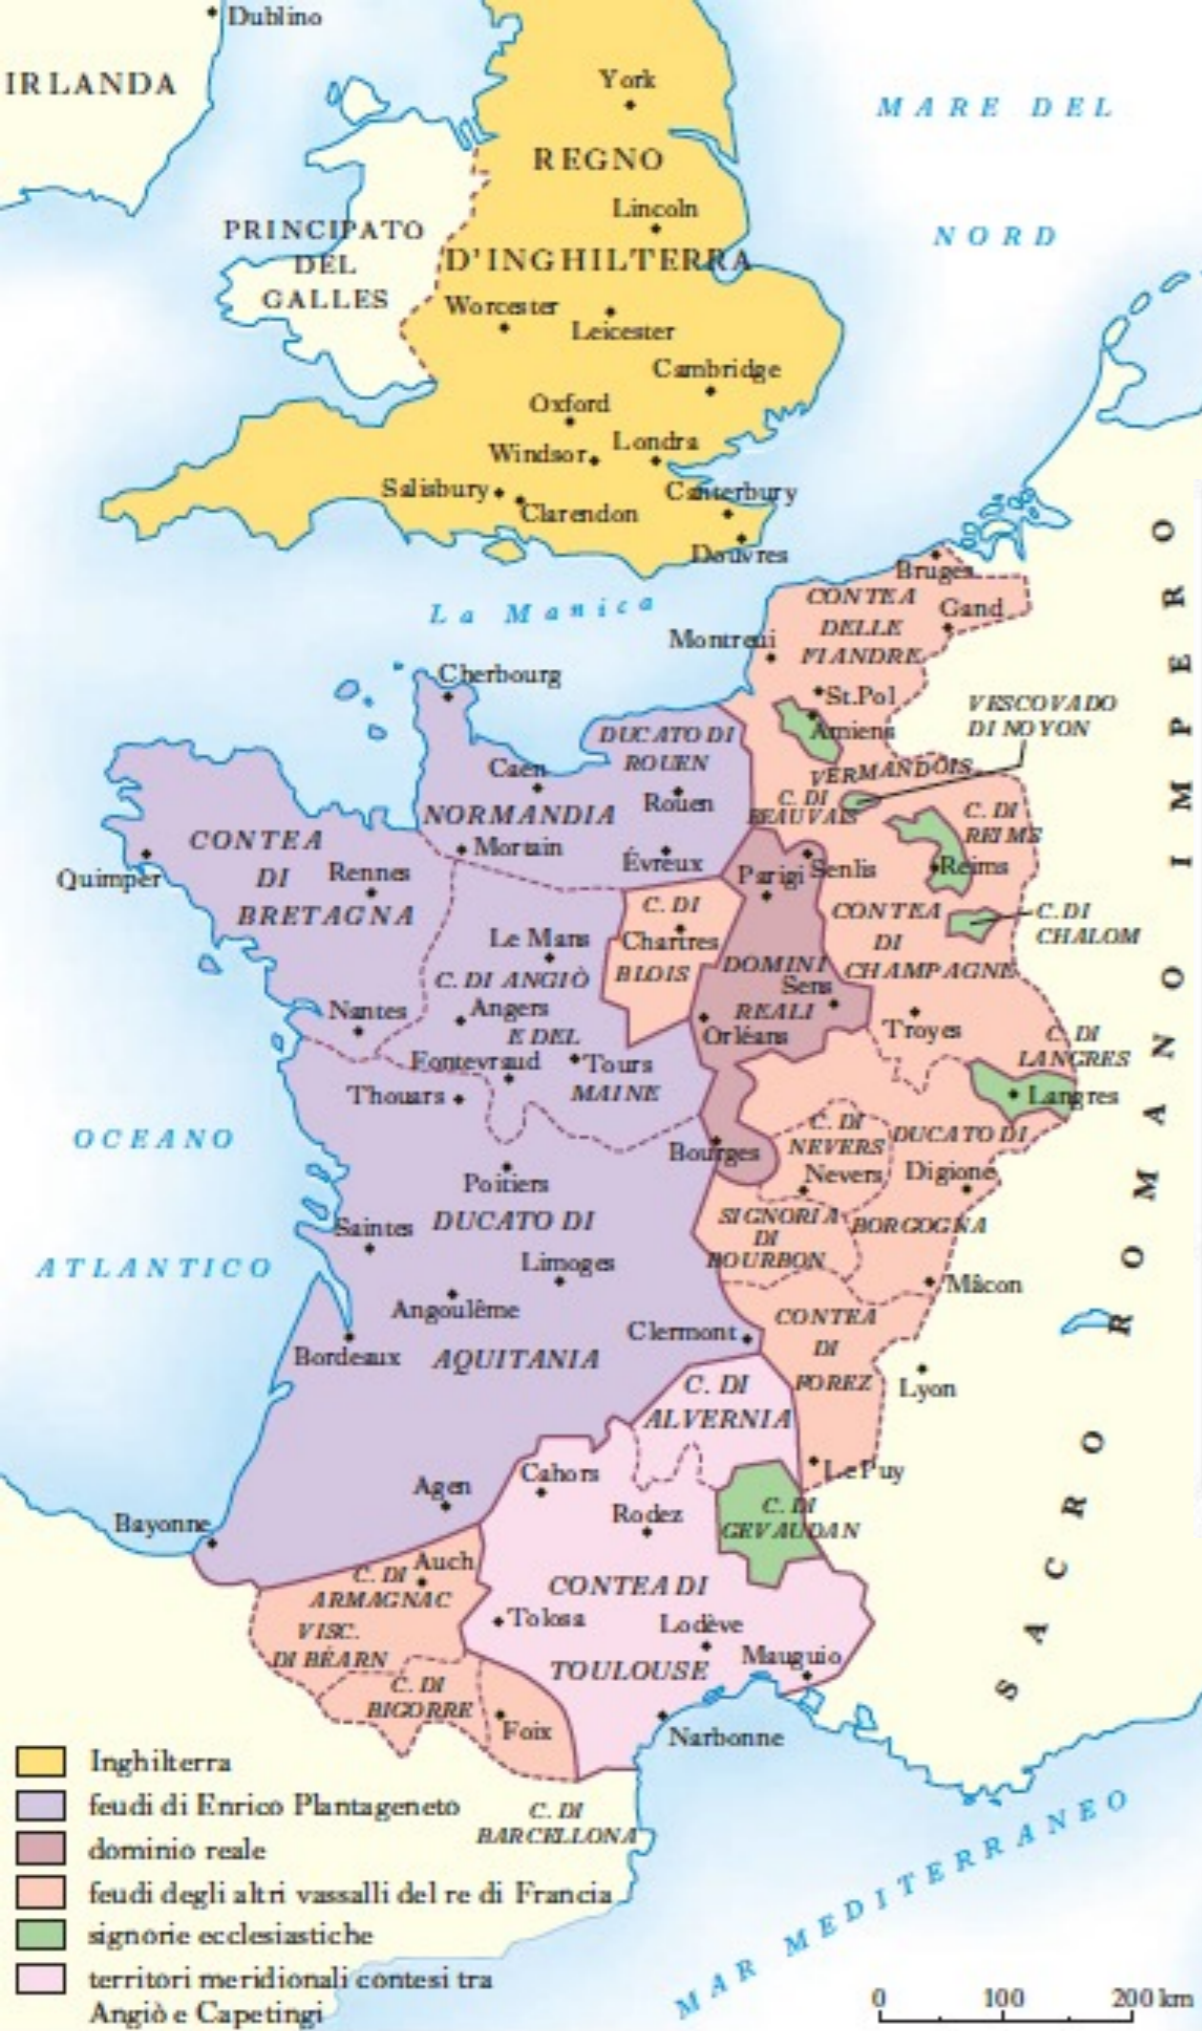 Dublino
IRLANDA
York
MARE DEL
REGNO
Lincoln
PRINCIPATO
NORD
DEL
D'INGHILTERRA
GALLES
Worcester
Leicester
Cambridge
Oxford
Londra
Windsor
Salisbury
Canterbury
Clarendon
Douvres
La Manica
Bruges
CONTEA
Gand
DELLE
Montreui
FIANDRE
Cherbourg
St.Pol
VESCOVADO
DI NOYON
Amiens
DUCATO DI
ROUEN
Caen
VERMANDOIS
Rouen
C. DI
BEAUVAIS
C. DI
REIMS
NORMANDIA
CONTEA
Mortain
Évreux
Senlis
Reims
Quimper
DI
Rennes
Parigi
BRETAGNA
C. DI
CONTEA
C. DI
CHALOM
Le Mans
Chartres
DI
C. DI ANGIÒ
BLOIS
DOMINI
CHAMPAGNE
Sens
Nantes
Angers
REALI
Troyes
E DEL
Orléans
C. DI
LANGRES
Fontevraud
Tours
Thouars
MAINE
Langres
OCEANO
C. DI
NEVERS
DUCATO DI
Bourges
Nevers
Digione
Poitiers
SIGNORIA
DI
BOURBON
BORGOGNA
Saintes
DUCATO DI
ATLANTICO
Limoges
Mâcon
Angoulême
CONTEA
Clermont
DI
Bordeaux
AQUITANIA
FOREZ
Lyon
C. DI
ALVERNIA
Cahors
Le Puy
Agen
Rodez
C. DI
GEVAUDAN
Bayonne
Auch
C. DI
ARMAGNAC
CONTEA DI
VISC.
DI BÉARN
Tolosa
Lodève
TOULOUSE
Mauguio
C. DI
BIGORRE
Foix
Narbonne
SACRO ROMANO IMPERO
Inghilterra
feudi di Enrico Plantageneto
C. DI
BARCELLONA
dominio reale
feudi degli altri vassalli del re di Francia
signorie ecclesiastiche
territori meridionali contesi tra
Angiò e Capetingi
MAR MEDITERRANEO
0 100 200 km